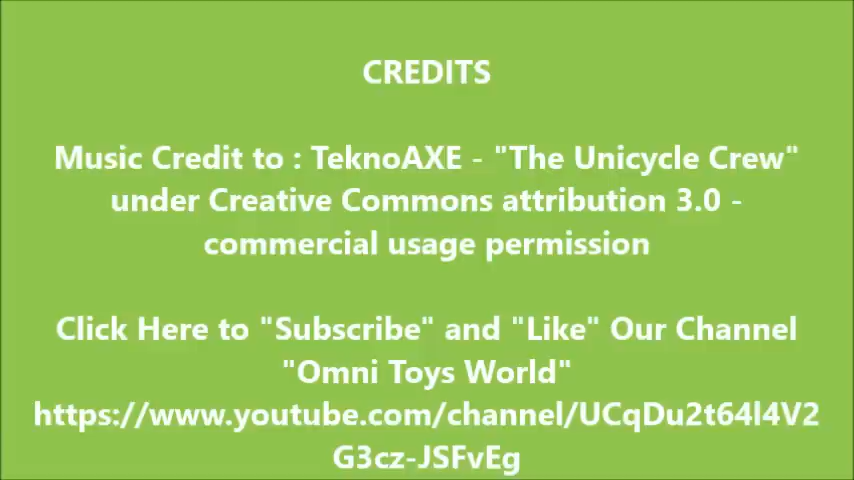 CREDITS
Music Credit to : TeknoAXE - "The Unicycle Crew"
under Creative Commons attribution 3.0 -
commercial usage permission
Click Here to "Subscribe" and "Like" Our Channel
"Omni Toys World"
https://www.youtube.com/channel/UCqDu2t64l4V2
G3cz-JSFvEg